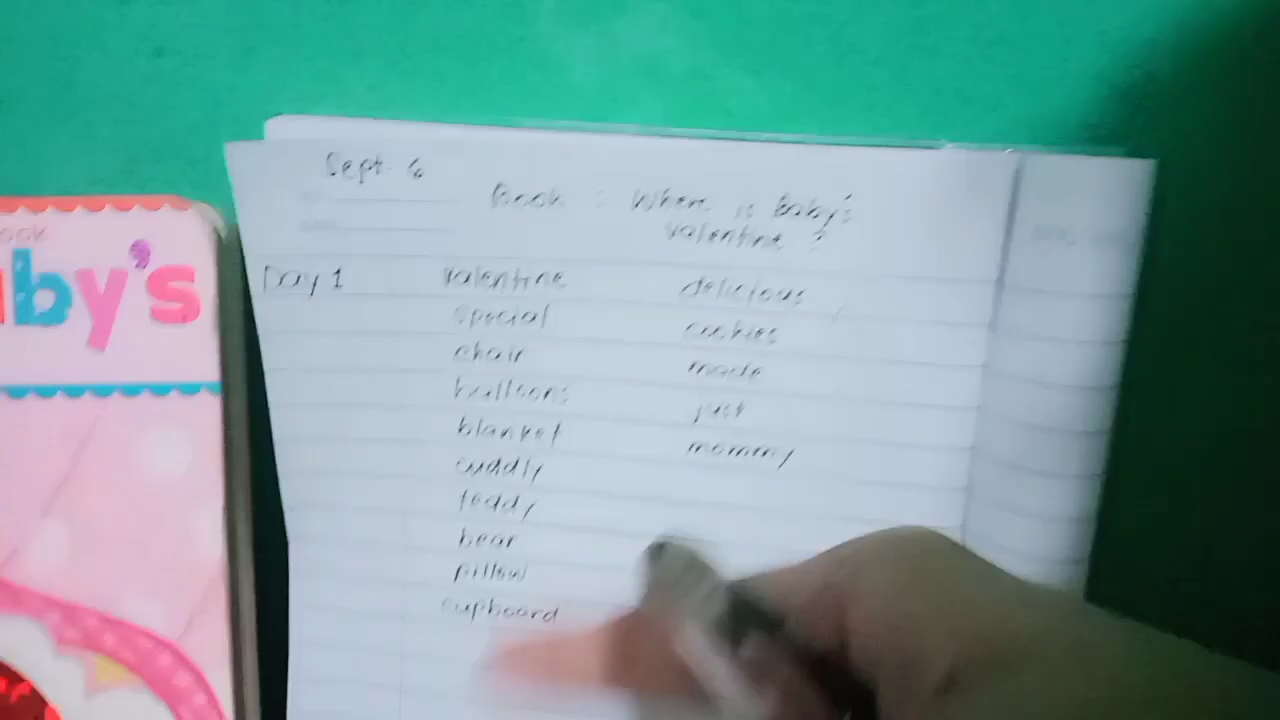 ook
aby's
Sept 6
Book : Where is Baby's
valentine ?
Day 1
valentine
special
chair
balloons
blanket
cuddly
teddy
bear
pillow
cupboard
delicious
cookies
made
just
mommy